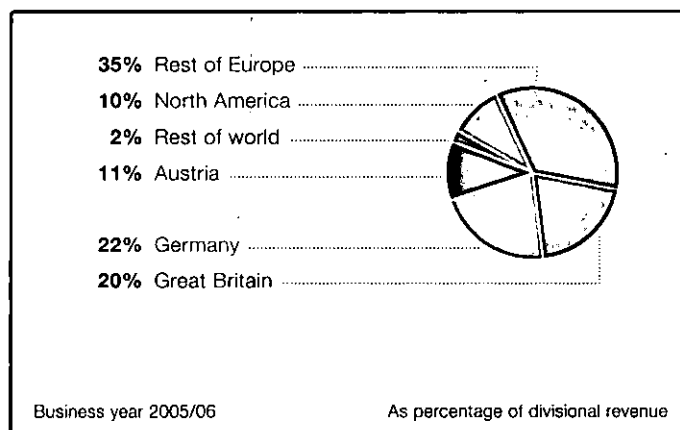 35% Rest of Europe
10% North America
2% Rest of world
11% Austria
22% Germany
20% Great Britain
Business year 2005/06 As percentage of divisional revenue